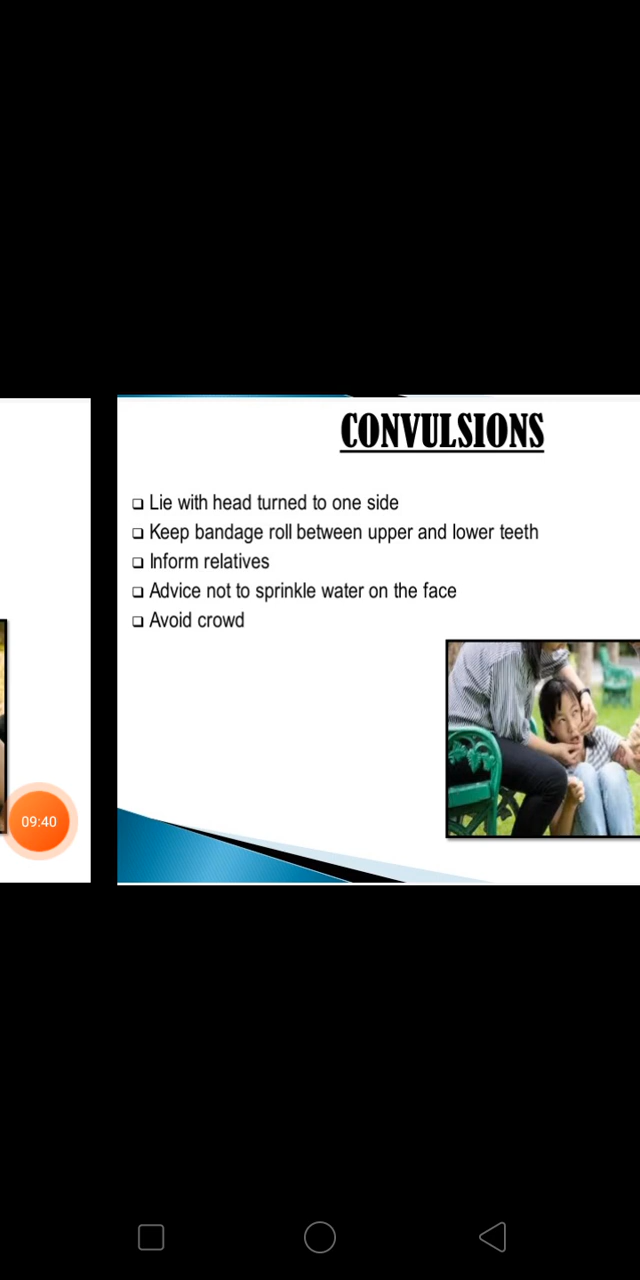 CONVULSIONS
Lie with head turned to one side
Keep bandage roll between upper and lower teeth
Inform relatives
Advice not to sprinkle water on the face
Avoid crowd
09:40